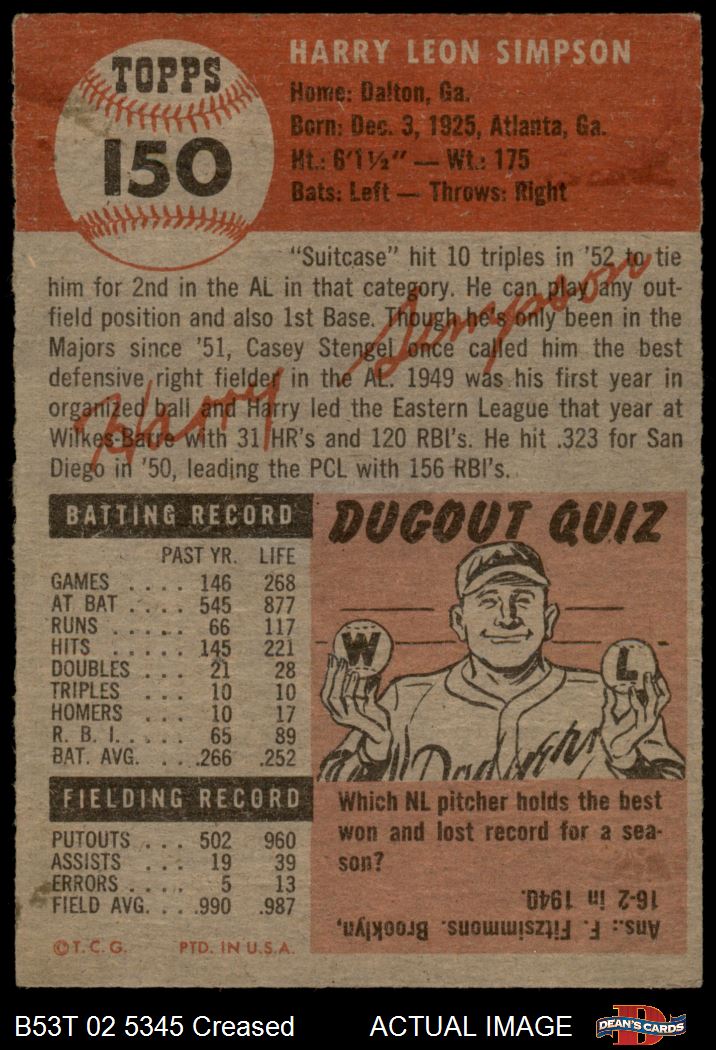 TOPPS
150
HARRY LEON SIMPSON
Home: Dalton, Ga.
Born: Dec. 3, 1925, Atlanta, Ga.
Ht.: 6'1½" — Wt.: 175
Bats: Left — Throws: Right
"Suitcase" hit 10 triples in '52 to tie
him for 2nd in the AL in that category. He can play any out-
field position and also 1st Base. Though he's only been in the
Majors since '51, Casey Stengel once called him the best
defensive right fielder in the AL. 1949 was his first year in
organized ball and Harry led the Eastern League that year at
Wilkes-Barre with 31 HR's and 120 RBI's. He hit .323 for San
Diego in '50, leading the PCL with 156 RBI's.
Harry Simpson
BATTING RECORD
PAST YR. LIFE
GAMES . . . . 146 268
AT BAT . . . . 545 877
RUNS . . . . . 66 117
HITS . . . . . 145 221
DOUBLES . . . 21 28
TRIPLES . . . 10 10
HOMERS . . . 10 17
R. B. I. . . . . 65 89
BAT. AVG. . . .266 .252
FIELDING RECORD
PUTOUTS . . . 502 960
ASSISTS . . . 19 39
ERRORS . . . . 5 13
FIELD AVG. . . .990 .987
©T.C.G. PTD. IN U.S.A.
DUGOUT QUIZ
W
L
Dodgers
Which NL pitcher holds the best
won and lost record for a sea-
son?
Ans.: F. Fitzsimmons, Brooklyn,
16-2 in 1940.
B53T 02 5345 Creased ACTUAL IMAGE
D
DEAN'S CARDS